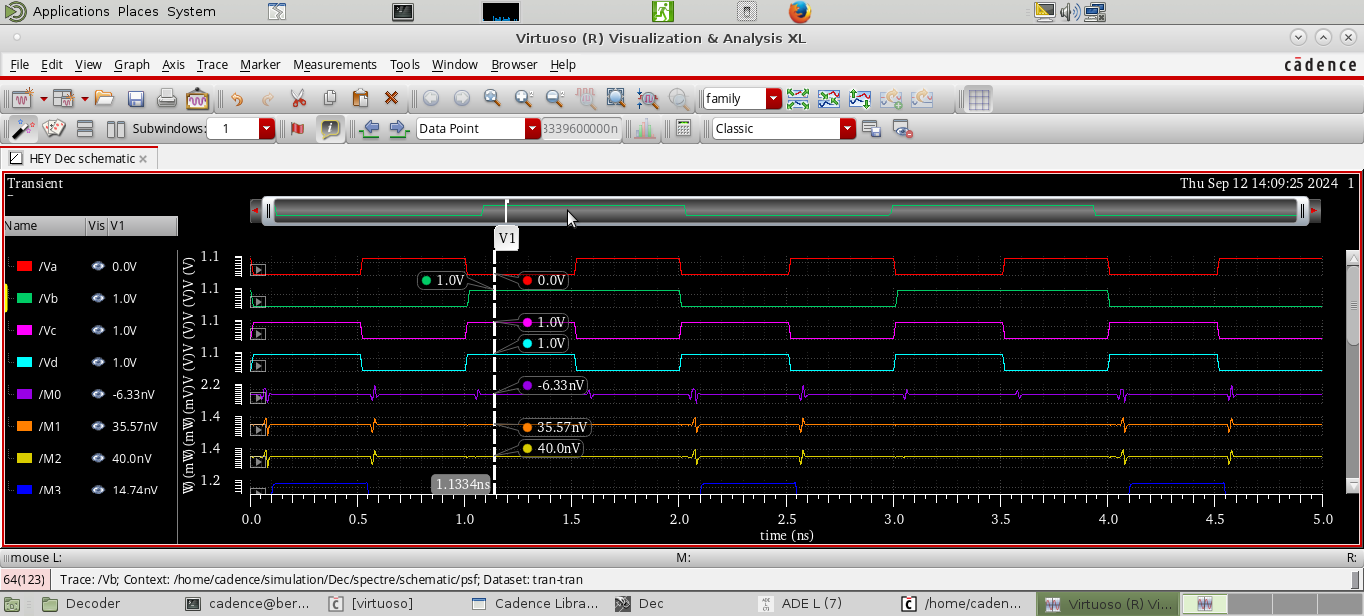 Applications Places System
Virtuoso (R) Visualization & Analysis XL
File Edit View Graph Axis Trace Marker Measurements Tools Window Browser Help
cādence
family
Subwindows: 1
Data Point
3339600000n
Classic
HEY Dec schematic
Transient
Thu Sep 12 14:09:25 2024 1
Name Vis V1
V1
/Va 0.0V
/Vb 1.0V
/Vc 1.0V
/Vd 1.0V
/M0 -6.33nV
/M1 35.57nV
/M2 40.0nV
/M3 14.74nV
1.1
1.1
1.1
1.1
2.2
1.4
1.4
1.2
V (V)
V (V)
V (V)
V (V)
V (mV)
V (mV)
1.0V 0.0V
1.0V
1.0V
-6.33nV
35.57nV
40.0nV
1.1334ns
0.0 0.5 1.0 1.5 2.0 2.5 3.0 3.5 4.0 4.5 5.0
time (ns)
mouse L: M: R:
64(123) Trace: /Vb; Context: /home/cadence/simulation/Dec/spectre/schematic/psf; Dataset: tran-tran
Decoder cadence@ber... [virtuoso] Cadence Libra... Dec ADE L (7) /home/caden... Virtuoso (R) Vi...